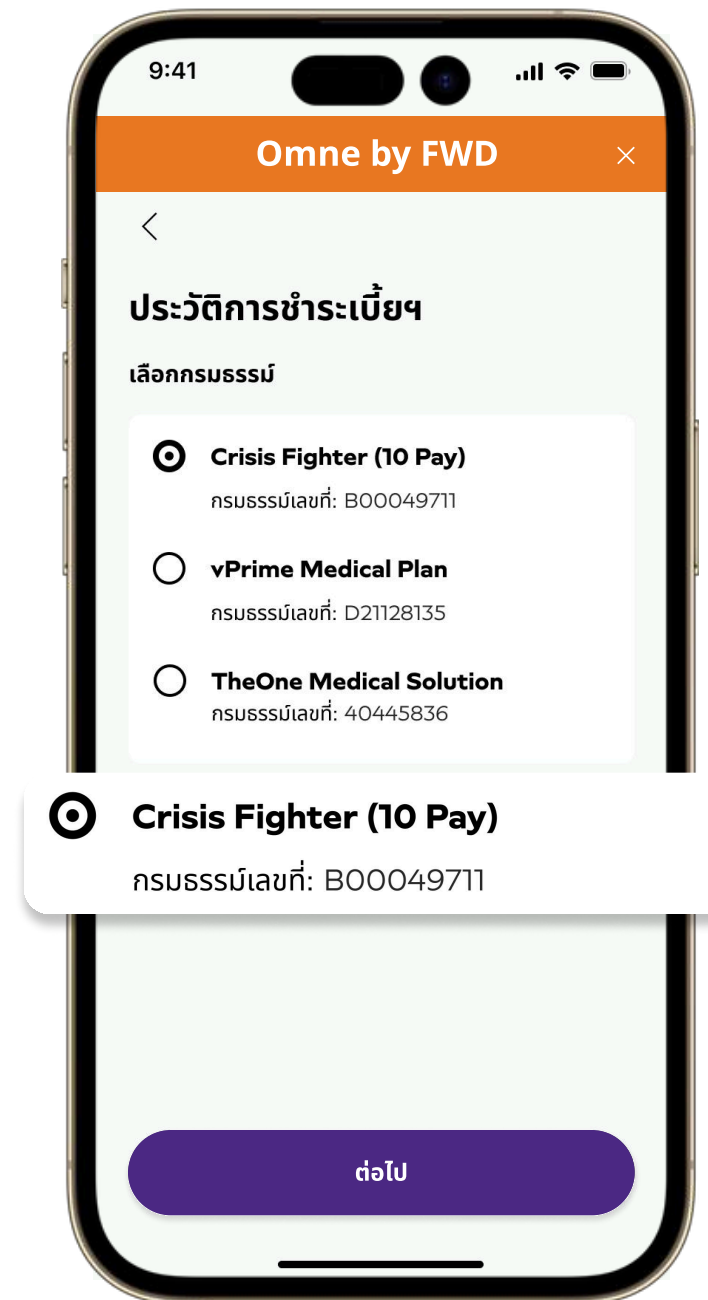 9:41
Omne by FWD
ประวัติการชำระเบี้ยฯ
เลือกกรมธรรม์
Crisis Fighter (10 Pay)
กรมธรรม์เลขที่: B00049711
vPrime Medical Plan
กรมธรรม์เลขที่: D21128135
TheOne Medical Solution
กรมธรรม์เลขที่: 40445836
Crisis Fighter (10 Pay)
กรมธรรม์เลขที่: B00049711
ต่อไป